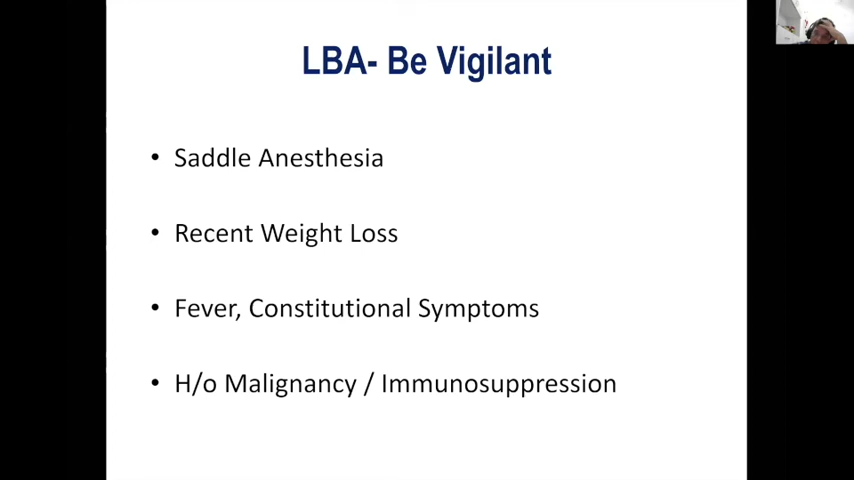 LBA- Be Vigilant
• Saddle Anesthesia
• Recent Weight Loss
• Fever, Constitutional Symptoms
• H/o Malignancy / Immunosuppression